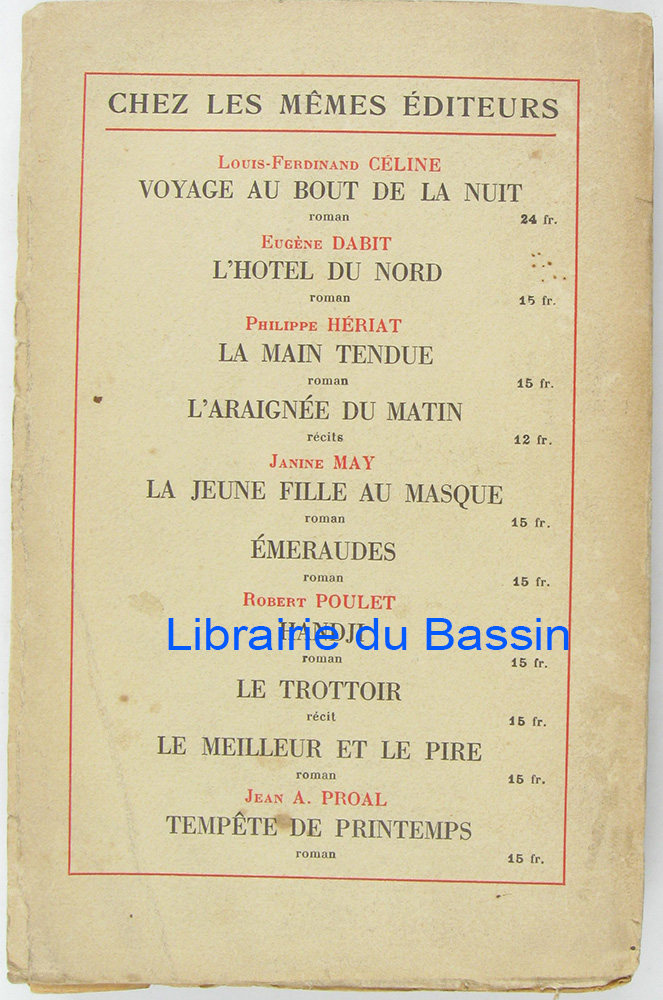 CHEZ LES MÊMES ÉDITEURS
LOUIS-FERDINAND CÉLINE
VOYAGE AU BOUT DE LA NUIT
roman 24 fr.
EUGÈNE DABIT
L'HOTEL DU NORD
roman 15 fr.
PHILIPPE HÉRIAT
LA MAIN TENDUE
roman 15 fr.
L'ARAIGNÉE DU MATIN
récits 12 fr.
JANINE MAY
LA JEUNE FILLE AU MASQUE
roman 15 fr.
ÉMERAUDES
roman 15 fr.
ROBERT POULET
HANDJI
Librairie du Bassin
roman 15 fr.
LE TROTTOIR
récit 15 fr.
LE MEILLEUR ET LE PIRE
roman 15 fr.
JEAN A. PROAL
TEMPÊTE DE PRINTEMPS
roman 15 fr.